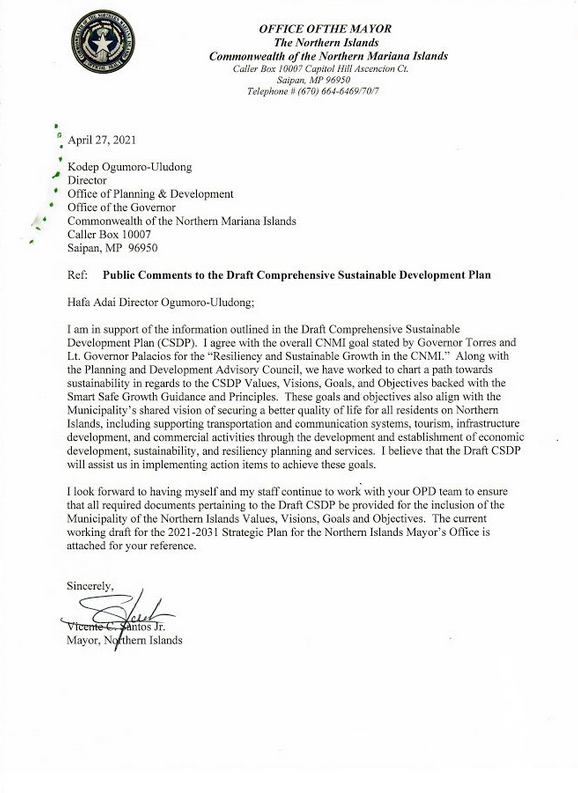 OFFICE OFTHE MAYOR
The Northern Islands
Commonwealth of the Northern Mariana Islands
Caller Box 10007 Capitol Hill Ascencion Ct.
Saipan, MP 96950
Telephone # (670) 664-6469/70/7
April 27, 2021
Kodep Ogumoro-Uludong
Director
Office of Planning & Development
Office of the Governor
Commonwealth of the Northern Mariana Islands
Caller Box 10007
Saipan, MP 96950
Ref: Public Comments to the Draft Comprehensive Sustainable Development Plan
Hafa Adai Director Ogumoro-Uludong;
I am in support of the information outlined in the Draft Comprehensive Sustainable
Development Plan (CSDP). I agree with the overall CNMI goal stated by Governor Torres and
Lt. Governor Palacios for the “Resiliency and Sustainable Growth in the CNMI.” Along with
the Planning and Development Advisory Council, we have worked to chart a path towards
sustainability in regards to the CSDP Values, Visions, Goals, and Objectives backed with the
Smart Safe Growth Guidance and Principles. These goals and objectives also align with the
Municipality’s shared vision of securing a better quality of life for all residents on Northern
Islands, including supporting transportation and communication systems, tourism, infrastructure
development, and commercial activities through the development and establishment of economic
development, sustainability, and resiliency planning and services. I believe that the Draft CSDP
will assist us in implementing action items to achieve these goals.
I look forward to having myself and my staff continue to work with your OPD team to ensure
that all required documents pertaining to the Draft CSDP be provided for the inclusion of the
Municipality of the Northern Islands Values, Visions, Goals and Objectives. The current
working draft for the 2021-2031 Strategic Plan for the Northern Islands Mayor’s Office is
attached for your reference.
Sincerely,
Vicente C. Santos Jr.
Mayor, Northern Islands